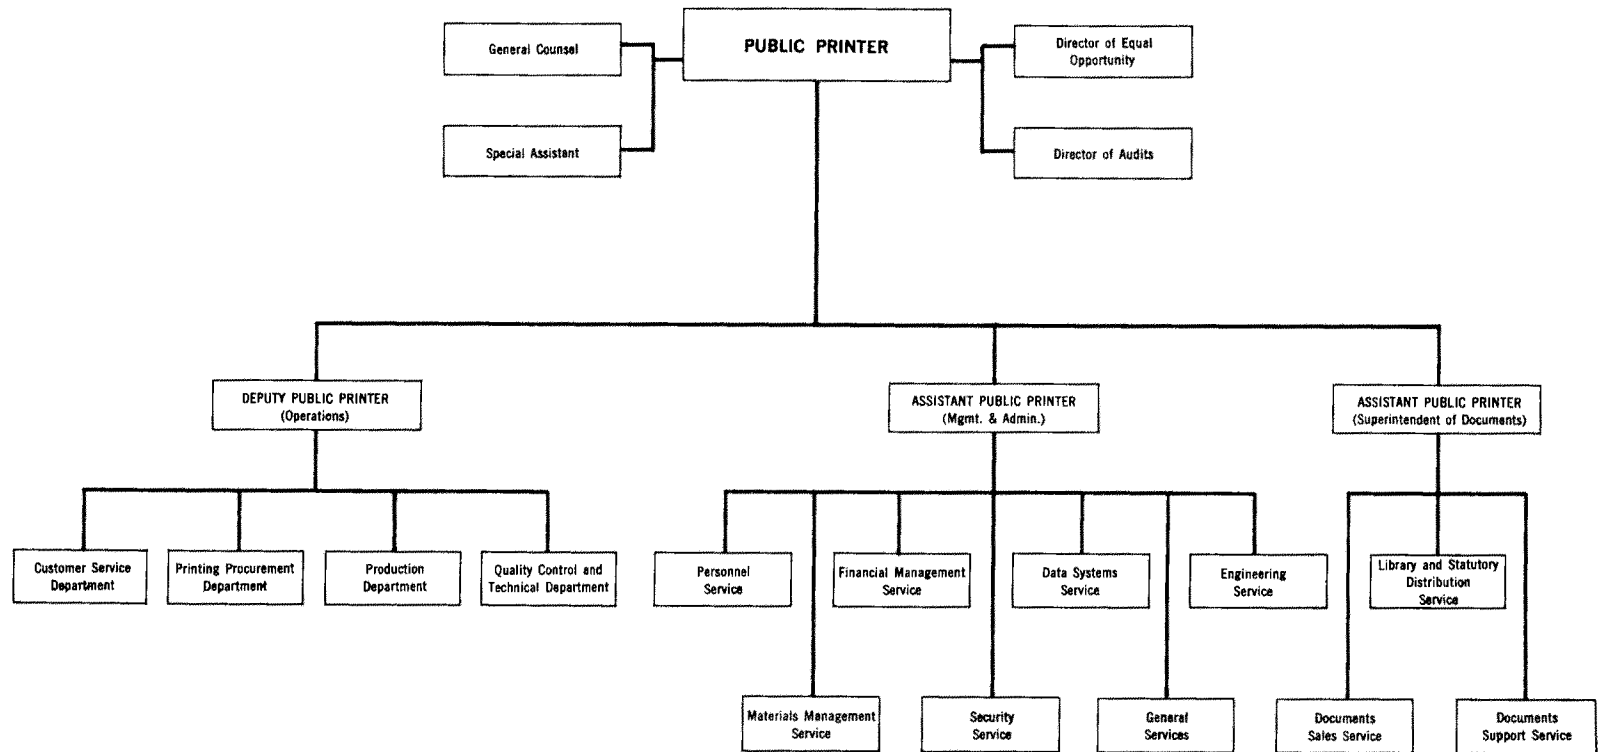 PUBLIC PRINTER
General Counsel
Special Assistant
Director of Equal
Opportunity
Director of Audits
DEPUTY PUBLIC PRINTER
(Operations)
ASSISTANT PUBLIC PRINTER
(Mgmt. & Admin.)
ASSISTANT PUBLIC PRINTER
(Superintendent of Documents)
Customer Service
Department
Printing Procurement
Department
Production
Department
Quality Control and
Technical Department
Personnel
Service
Financial Management
Service
Data Systems
Service
Engineering
Service
Library and Statutory
Distribution
Service
Materials Management
Service
Security
Service
General
Services
Documents
Sales Service
Documents
Support Service